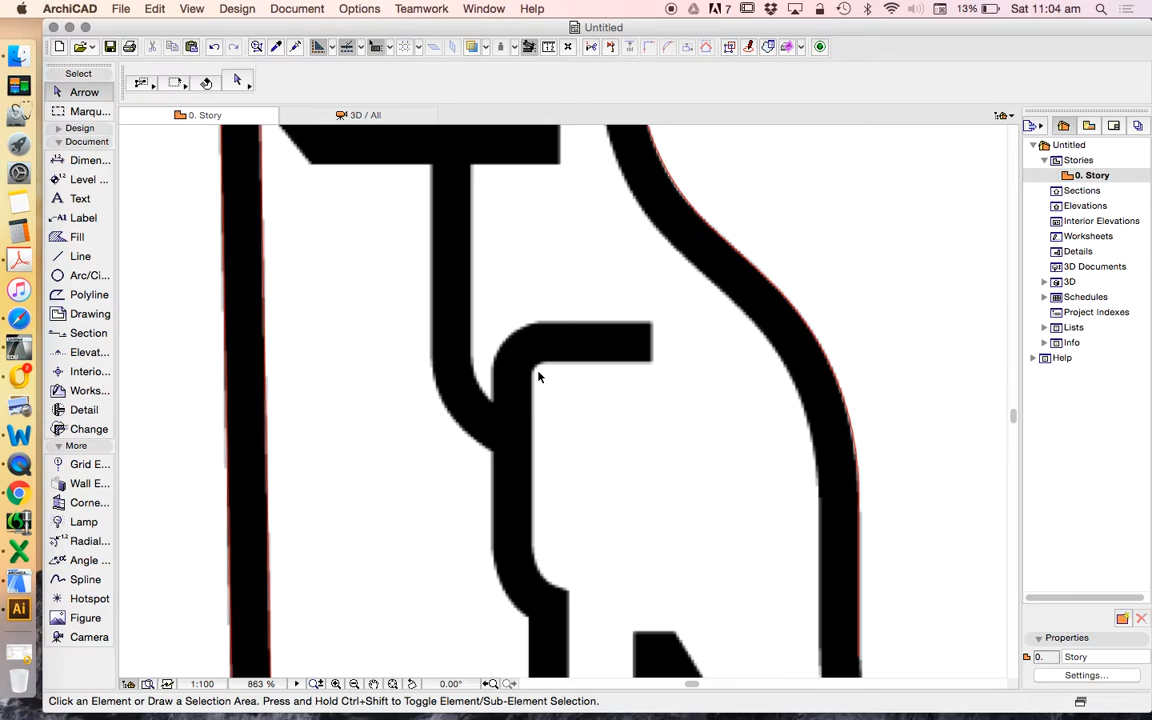 ArchiCAD File Edit View Design Document Options Teamwork Window Help 7 13% Sat 11:04 am
Untitled
Select
Arrow
Marqu...
Design
Document
Dimen...
Level ...
Text
Label
Fill
Line
Arc/Ci...
Polyline
Drawing
Section
Elevat...
Interio...
Works...
Detail
Change
More
Grid E...
Wall E...
Corne...
Lamp
Radial...
Angle ...
Spline
Hotspot
Figure
Camera
0. Story
3D / All
Untitled
Stories
0. Story
Sections
Elevations
Interior Elevations
Worksheets
Details
3D Documents
3D
Schedules
Project Indexes
Lists
Info
Help
Properties
0. Story
Settings...
1:100 863 % 0.00°
Click an Element or Draw a Selection Area. Press and Hold Ctrl+Shift to Toggle Element/Sub-Element Selection.